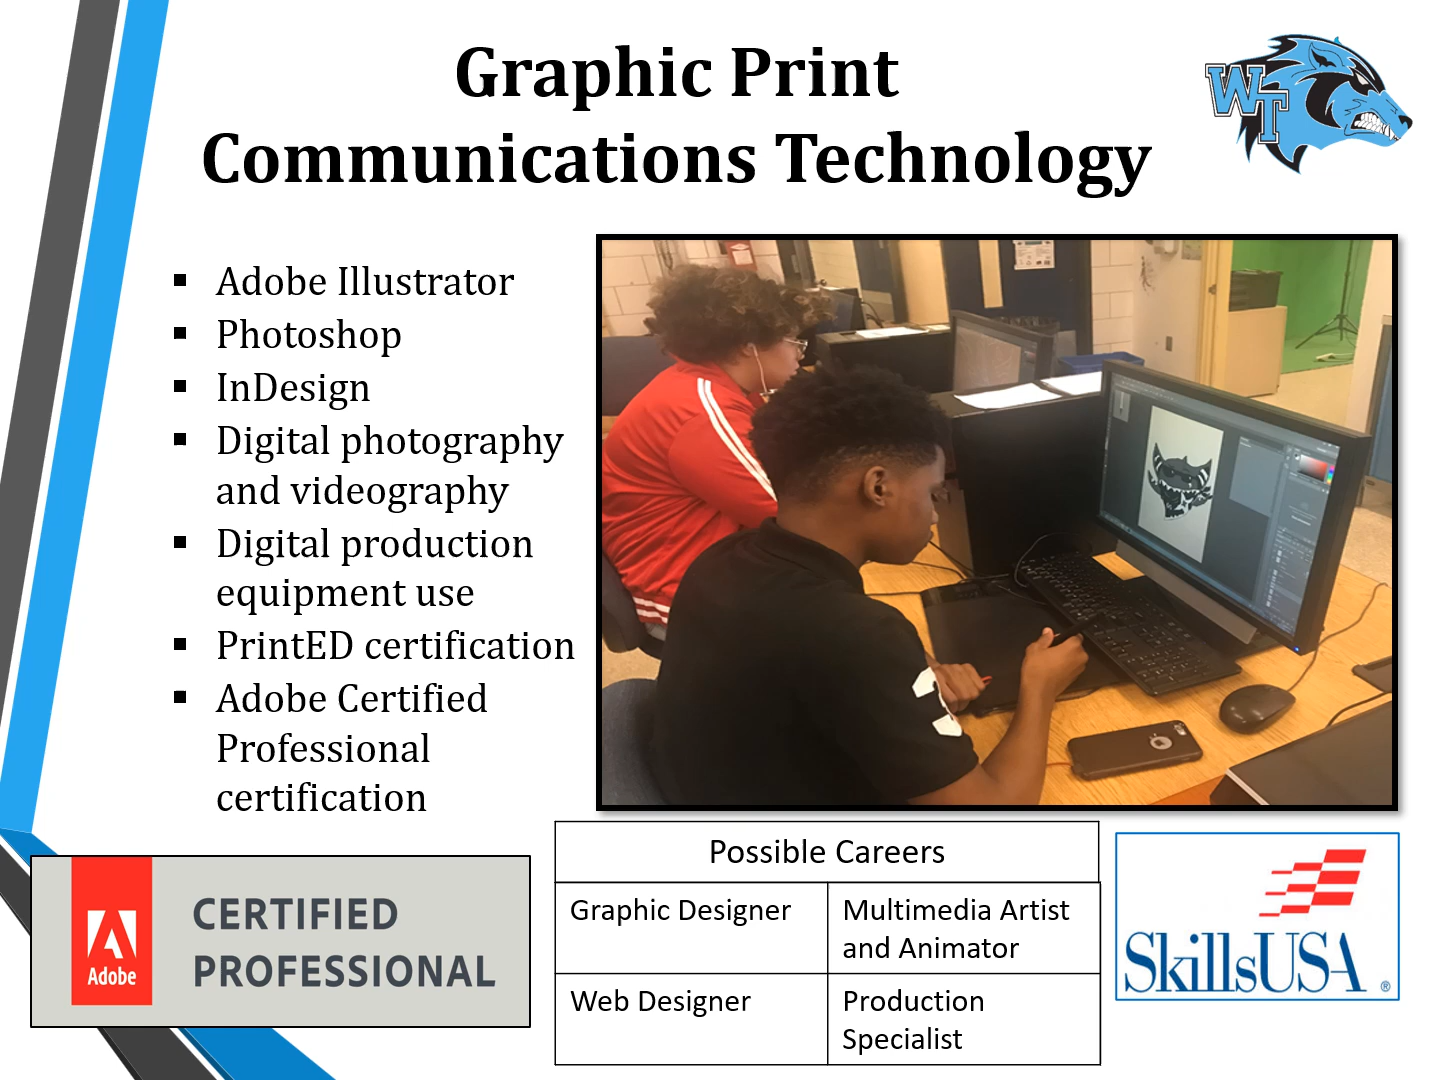 Graphic Print
Communications Technology
WT
Adobe Illustrator
Photoshop
InDesign
Digital photography
and videography
Digital production
equipment use
PrintED certification
Adobe Certified
Professional
certification
Adobe
CERTIFIED
PROFESSIONAL
Possible Careers
Graphic Designer
Multimedia Artist
and Animator
Web Designer
Production
Specialist
SkillsUSA®